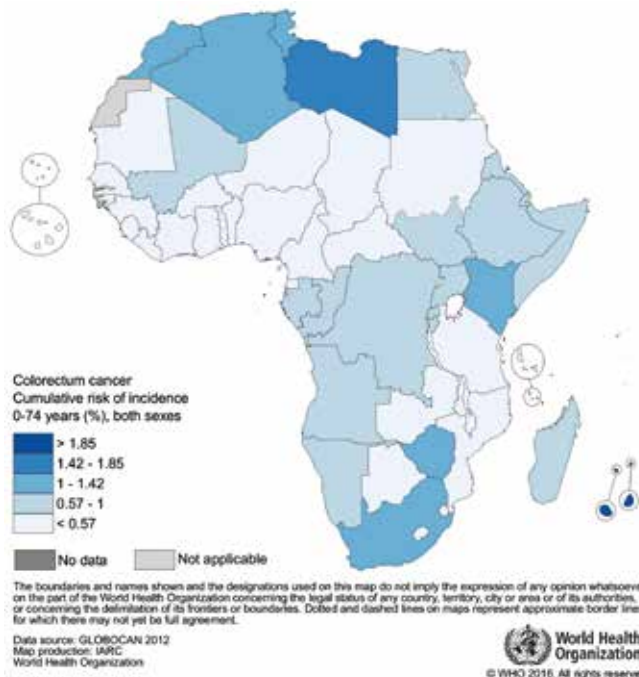 Colorectum cancer
Cumulative risk of incidence
0-74 years (%), both sexes
> 1.85
1.42 - 1.85
1 - 1.42
0.57 - 1
< 0.57
No data
Not applicable
The boundaries and names shown and the designations used on this map do not imply the expression of any opinion whatsoeve
on the part of the World Health Organization concerning the legal status of any country, territory, city or area or of its authorities,
or concerning the delimitation of its frontiers or boundaries. Dotted and dashed lines on maps represent approximate border line
for which there may not yet be full agreement.
Data source: GLOBOCAN 2012
Map production: IARC
World Health Organization
World Health
Organization
© WHO 2016. All rights reserve